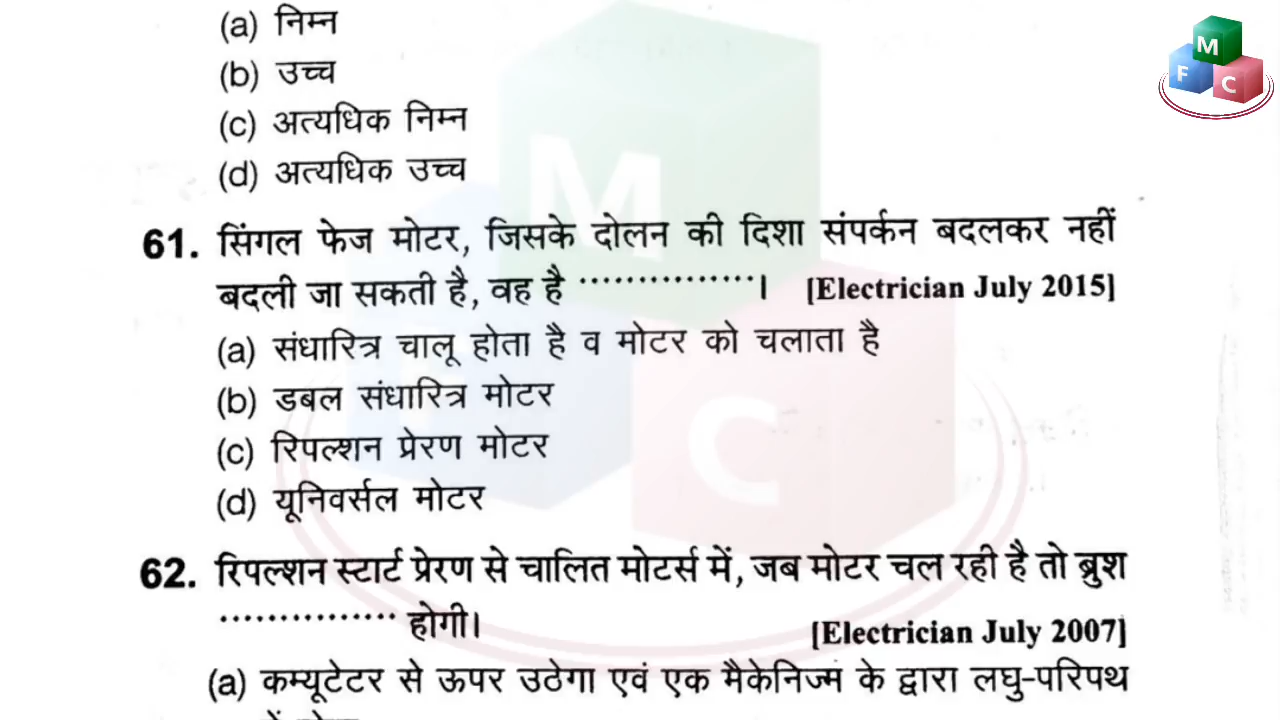 (a) निम्न
(b) उच्च
(c) अत्यधिक निम्न
(d) अत्यधिक उच्च
M
F
C
61. सिंगल फेज मोटर, जिसके दोलन की दिशा संपर्कन बदलकर नहीं
बदली जा सकती है, वह है ················। [Electrician July 2015]
(a) संधारित्र चालू होता है व मोटर को चलाता है
(b) डबल संधारित्र मोटर
(c) रिपल्शन प्रेरण मोटर
(d) यूनिवर्सल मोटर
62. रिपल्शन स्टार्ट प्रेरण से चालित मोटर्स में, जब मोटर चल रही है तो ब्रुश
················ होगी। [Electrician July 2007]
(a) कम्यूटेटर से ऊपर उठेगा एवं एक मैकेनिज्म के द्वारा लघु-परिपथ